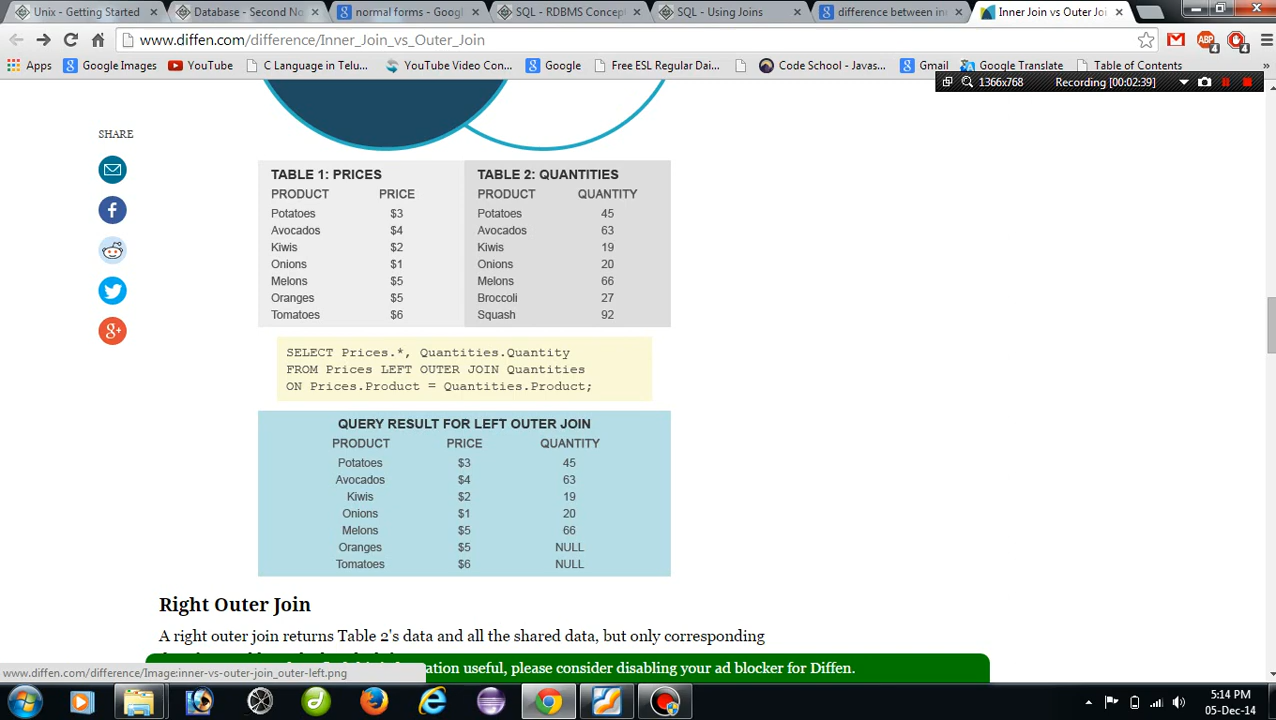 Unix - Getting Started
Database - Second No
normal forms - Googl
SQL - RDBMS Concep
SQL - Using Joins
difference between inn
Inner Join vs Outer Joi
www.diffen.com/difference/Inner_Join_vs_Outer_Join
Apps
Google Images
YouTube
C Language in Telu...
YouTube Video Con...
Google
Free ESL Regular Dai...
Code School - Javas...
Gmail
Google Translate
Table of Contents
»
1366x768
Recording [00:02:39]
SHARE
TABLE 1: PRICES TABLE 2: QUANTITIES
PRODUCT PRICE PRODUCT QUANTITY
Potatoes $3 Potatoes 45
Avocados $4 Avocados 63
Kiwis $2 Kiwis 19
Onions $1 Onions 20
Melons $5 Melons 66
Oranges $5 Broccoli 27
Tomatoes $6 Squash 92
SELECT Prices.*, Quantities.Quantity
FROM Prices LEFT OUTER JOIN Quantities
ON Prices.Product = Quantities.Product;
QUERY RESULT FOR LEFT OUTER JOIN
PRODUCT PRICE QUANTITY
Potatoes $3 45
Avocados $4 63
Kiwis $2 19
Onions $1 20
Melons $5 66
Oranges $5 NULL
Tomatoes $6 NULL
Right Outer Join
A right outer join returns Table 2's data and all the shared data, but only corresponding
useful, please consider disabling your ad blocker for Diffen.
www.diffen.com/difference/Image:inner-vs-outer-join_outer-left.png
5:14 PM
05-Dec-14